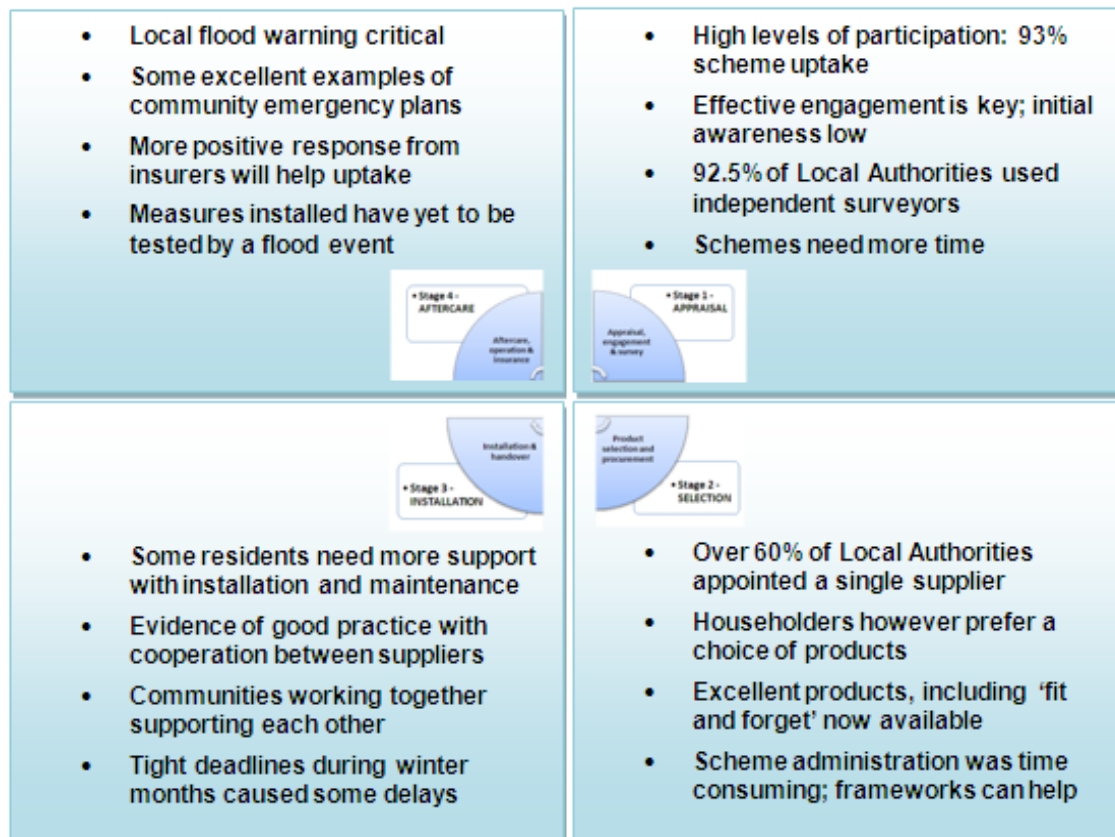 • Local flood warning critical
• Some excellent examples of
community emergency plans
• More positive response from
insurers will help uptake
• Measures installed have yet to be
tested by a flood event
• Stage 4 -
AFTERCARE
Aftercare,
operation &
insurance
• High levels of participation: 93%
scheme uptake
• Effective engagement is key; initial
awareness low
• 92.5% of Local Authorities used
independent surveyors
• Schemes need more time
• Stage 1 -
APPRAISAL
Appraisal,
engagement
& survey
Installation &
handover
• Stage 3 -
INSTALLATION
• Some residents need more support
with installation and maintenance
• Evidence of good practice with
cooperation between suppliers
• Communities working together
supporting each other
• Tight deadlines during winter
months caused some delays
Product
selection and
procurement
• Stage 2 -
SELECTION
• Over 60% of Local Authorities
appointed a single supplier
• Householders however prefer a
choice of products
• Excellent products, including ‘fit
and forget’ now available
• Scheme administration was time
consuming; frameworks can help